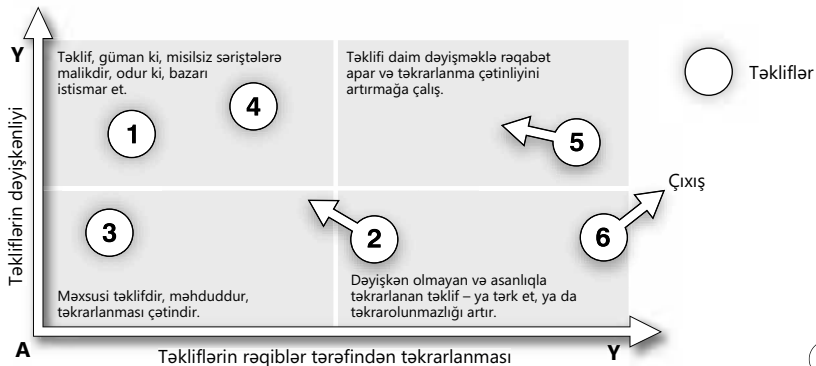 Y
Təkliflərin dəyişkənliyi
Təklif, güman ki, misilsiz səriştələrə
malikdir, odur ki, bazarı
istismar et.
Təklifi daim dəyişməklə rəqabət
apar və təkrarlanma çətinliyini
artırmağa çalış.
Təkliflər
1
4
5
Çıxış
3
2
6
Məxsusi təklifdir, məhduddur,
təkrarlanması çətindir.
Dəyişkən olmayan və asanlıqla
təkrarlanan təklif – ya tərk et, ya da
təkrarolunmazlığı artır.
A
Təkliflərin rəqiblər tərəfindən təkrarlanması
Y